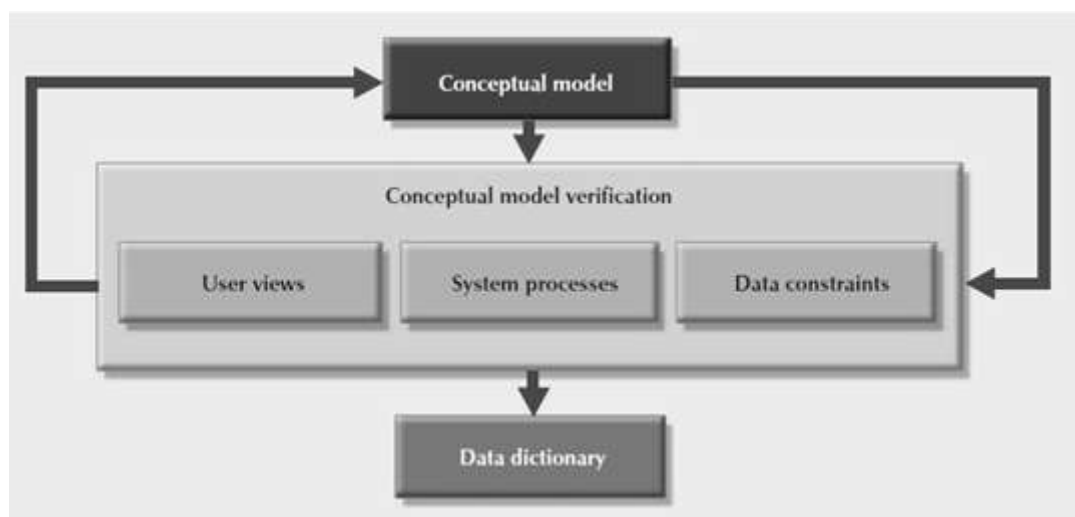 Conceptual model
Conceptual model verification
User views
System processes
Data constraints
Data dictionary